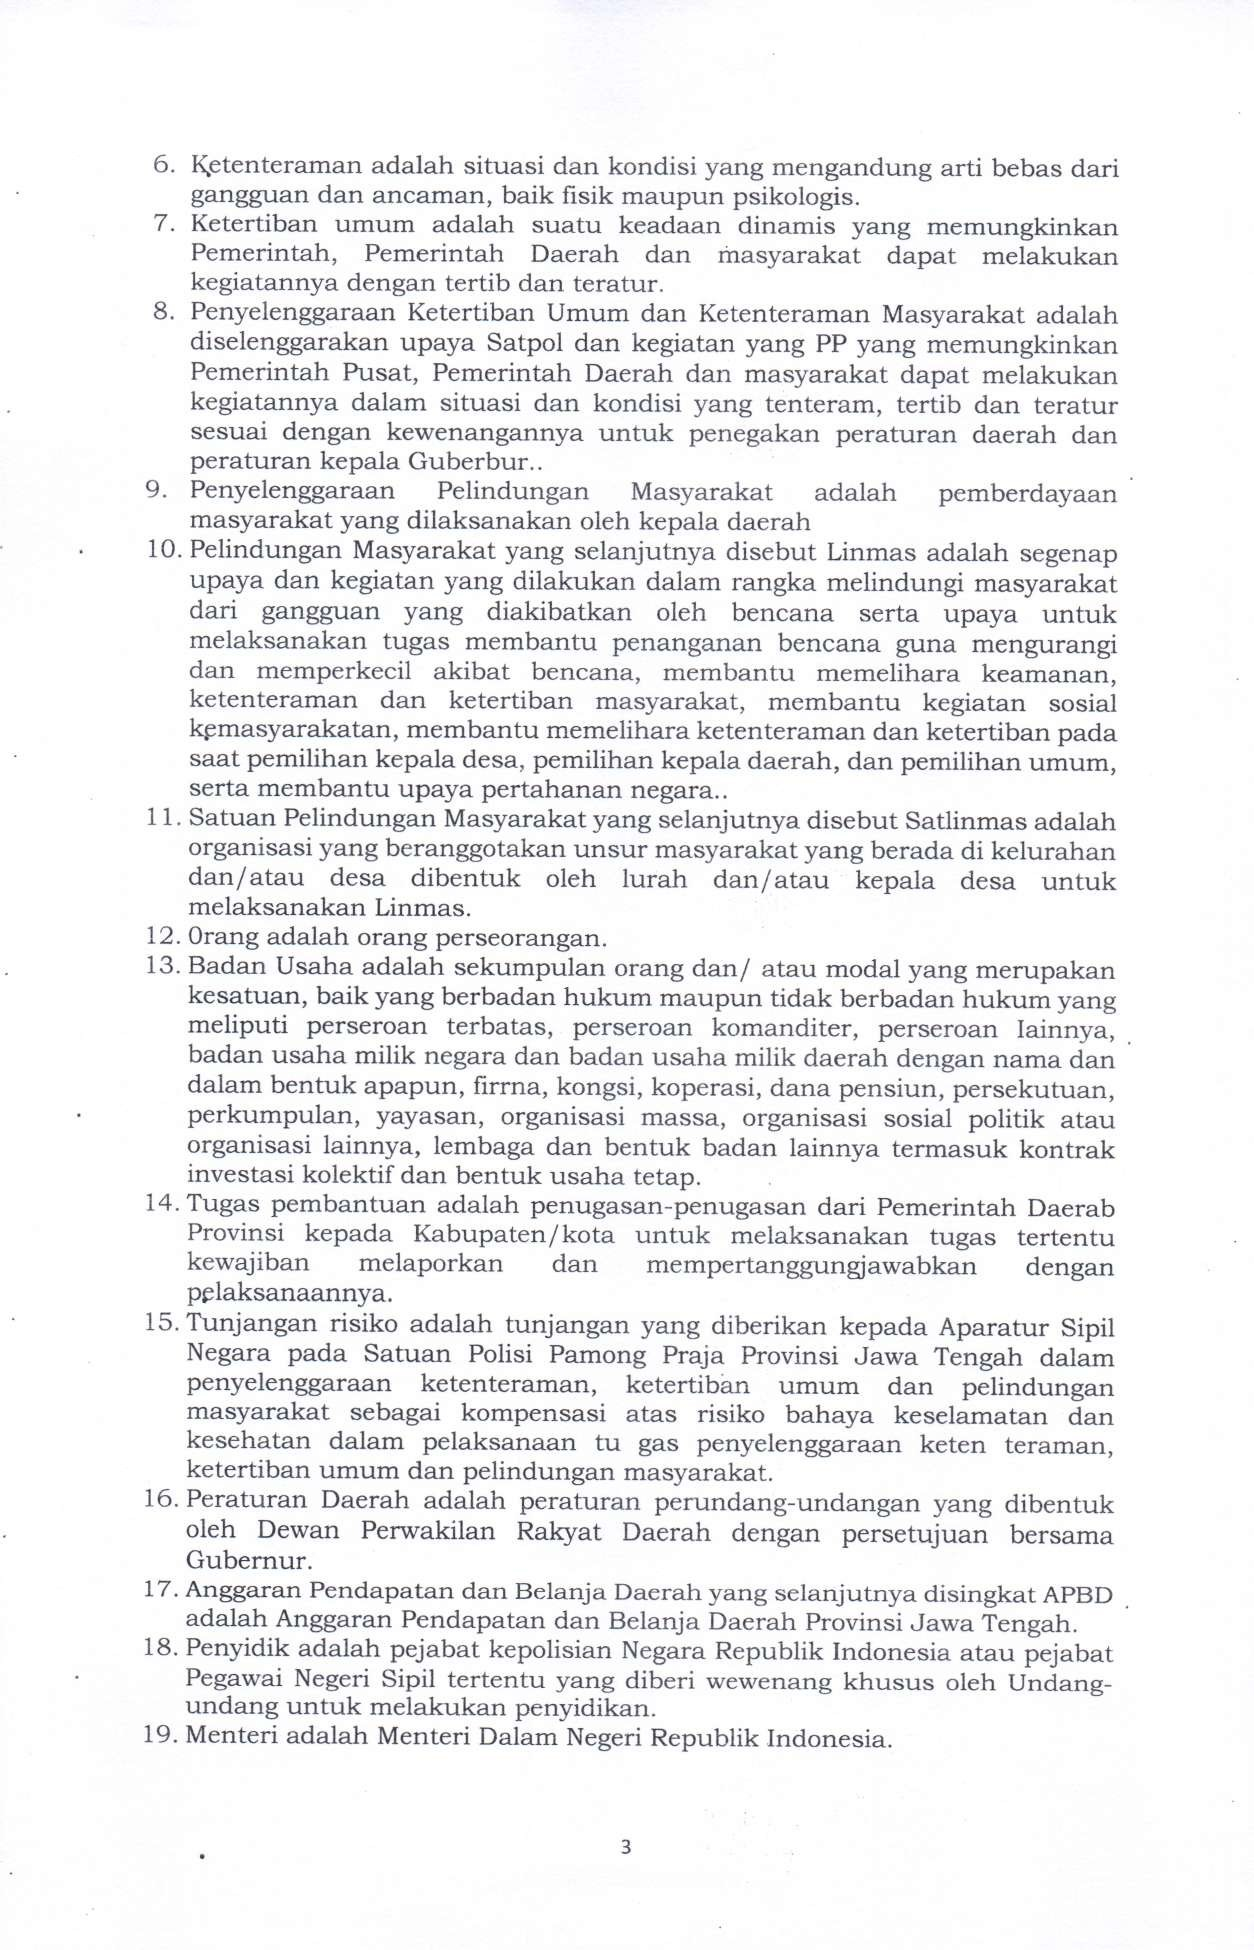 6. Ketenteraman adalah situasi dan kondisi yang mengandung arti bebas dari
gangguan dan ancaman, baik fisik maupun psikologis.
7. Ketertiban umum adalah suatu keadaan dinamis yang memungkinkan
Pemerintah, Pemerintah Daerah dan masyarakat dapat melakukan
kegiatannya dengan tertib dan teratur.
8. Penyelenggaraan Ketertiban Umum dan Ketenteraman Masyarakat adalah
diselenggarakan upaya Satpol dan kegiatan yang PP yang memungkinkan
Pemerintah Pusat, Pemerintah Daerah dan masyarakat dapat melakukan
kegiatannya dalam situasi dan kondisi yang tenteram, tertib dan teratur
sesuai dengan kewenangannya untuk penegakan peraturan daerah dan
peraturan kepala Guberbur..
9. Penyelenggaraan Pelindungan Masyarakat adalah pemberdayaan
masyarakat yang dilaksanakan oleh kepala daerah
10. Pelindungan Masyarakat yang selanjutnya disebut Linmas adalah segenap
upaya dan kegiatan yang dilakukan dalam rangka melindungi masyarakat
dari gangguan yang diakibatkan oleh bencana serta upaya untuk
melaksanakan tugas membantu penanganan bencana guna mengurangi
dan memperkecil akibat bencana, membantu memelihara keamanan,
ketenteraman dan ketertiban masyarakat, membantu kegiatan sosial
kemasyarakatan, membantu memelihara ketenteraman dan ketertiban pada
saat pemilihan kepala desa, pemilihan kepala daerah, dan pemilihan umum,
serta membantu upaya pertahanan negara..
11. Satuan Pelindungan Masyarakat yang selanjutnya disebut Satlinmas adalah
organisasi yang beranggotakan unsur masyarakat yang berada di kelurahan
dan/atau desa dibentuk oleh lurah dan/atau kepala desa untuk
melaksanakan Linmas.
12. Orang adalah orang perseorangan.
13. Badan Usaha adalah sekumpulan orang dan/ atau modal yang merupakan
kesatuan, baik yang berbadan hukum maupun tidak berbadan hukum yang
meliputi perseroan terbatas, perseroan komanditer, perseroan Iainnya,
badan usaha milik negara dan badan usaha milik daerah dengan nama dan
dalam bentuk apapun, firrna, kongsi, koperasi, dana pensiun, persekutuan,
perkumpulan, yayasan, organisasi massa, organisasi sosial politik atau
organisasi lainnya, lembaga dan bentuk badan lainnya termasuk kontrak
investasi kolektif dan bentuk usaha tetap.
14. Tugas pembantuan adalah penugasan-penugasan dari Pemerintah Daerab
Provinsi kepada Kabupaten/kota untuk melaksanakan tugas tertentu
kewajiban melaporkan dan mempertanggungjawabkan dengan
pelaksanaannya.
15. Tunjangan risiko adalah tunjangan yang diberikan kepada Aparatur Sipil
Negara pada Satuan Polisi Pamong Praja Provinsi Jawa Tengah dalam
penyelenggaraan ketenteraman, ketertiban umum dan pelindungan
masyarakat sebagai kompensasi atas risiko bahaya keselamatan dan
kesehatan dalam pelaksanaan tu gas penyelenggaraan keten teraman,
ketertiban umum dan pelindungan masyarakat.
16. Peraturan Daerah adalah peraturan perundang-undangan yang dibentuk
oleh Dewan Perwakilan Rakyat Daerah dengan persetujuan bersama
Gubernur.
17. Anggaran Pendapatan dan Belanja Daerah yang selanjutnya disingkat APBD
adalah Anggaran Pendapatan dan Belanja Daerah Provinsi Jawa Tengah.
18. Penyidik adalah pejabat kepolisian Negara Republik Indonesia atau pejabat
Pegawai Negeri Sipil tertentu yang diberi wewenang khusus oleh Undang-
undang untuk melakukan penyidikan.
19. Menteri adalah Menteri Dalam Negeri Republik Indonesia.
3